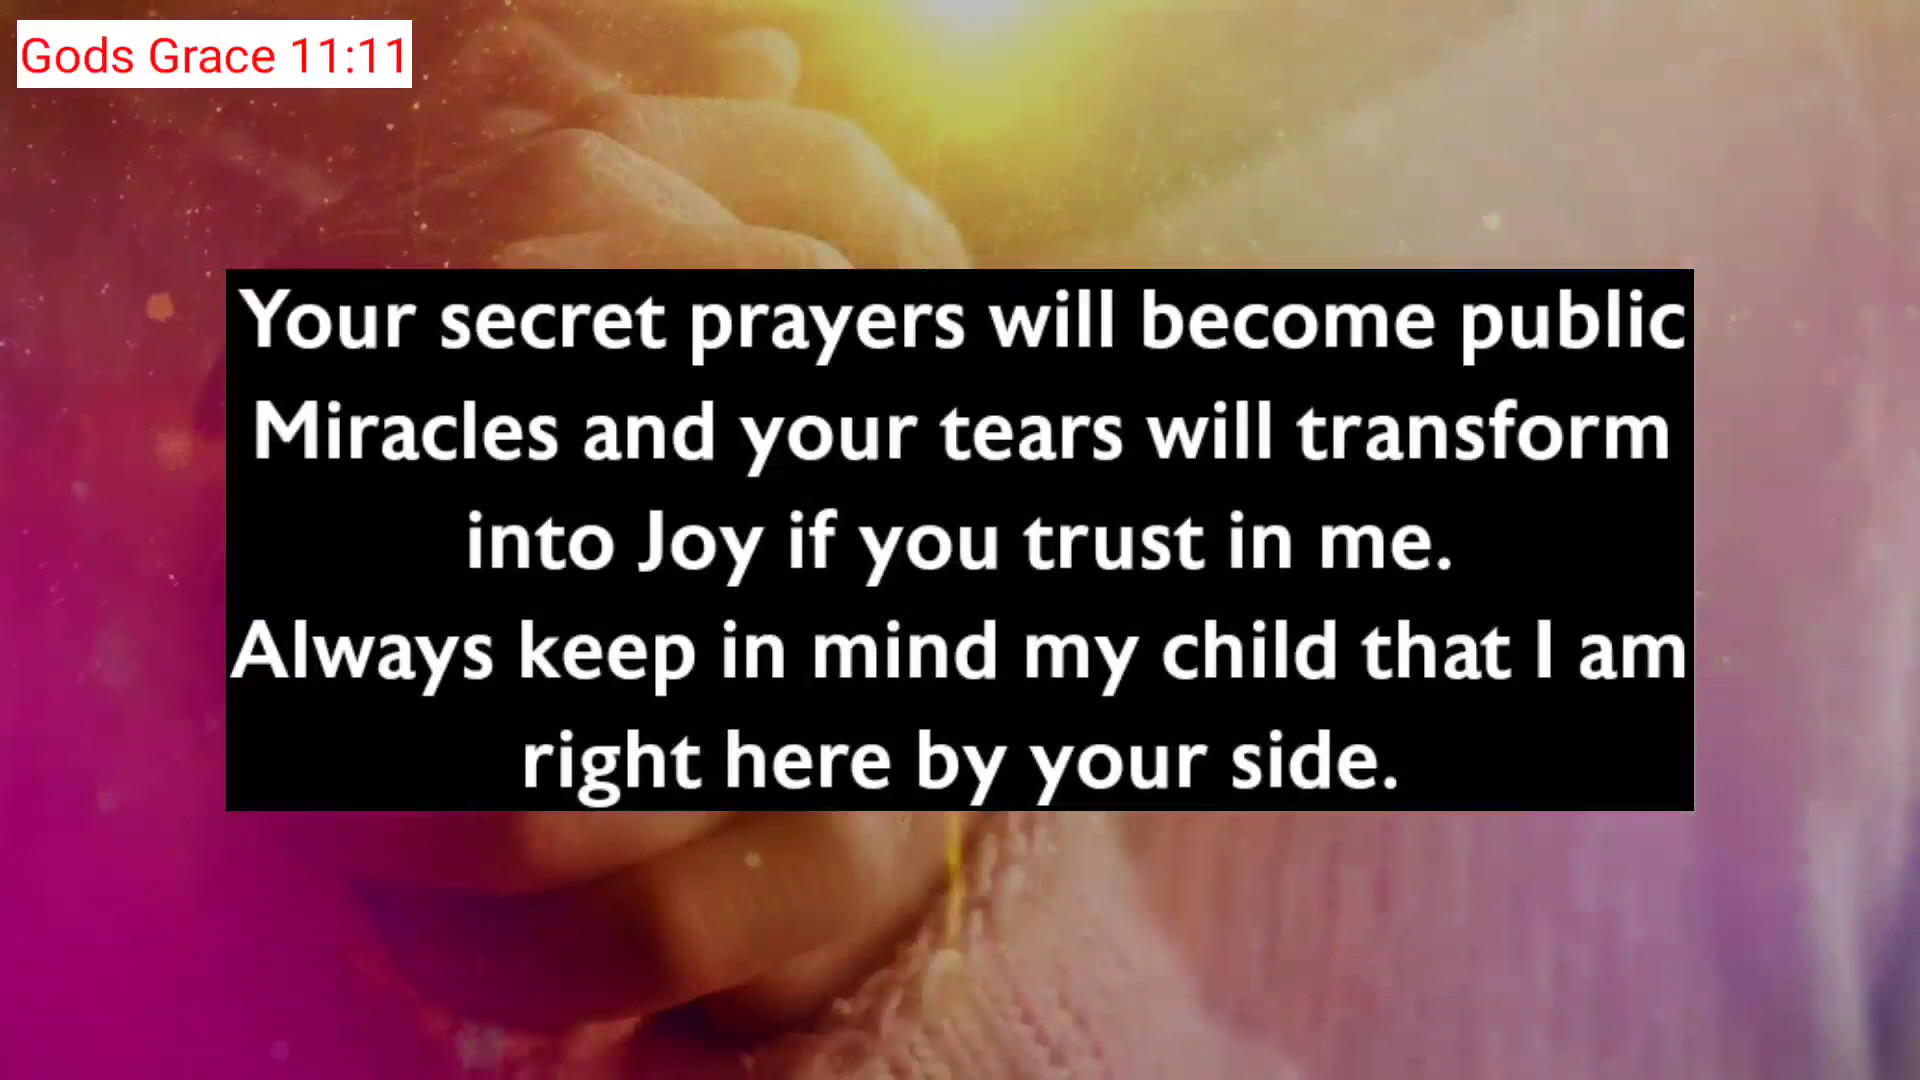 Gods Grace 11:11
Your secret prayers will become public
Miracles and your tears will transform
into Joy if you trust in me.
Always keep in mind my child that I am
right here by your side.